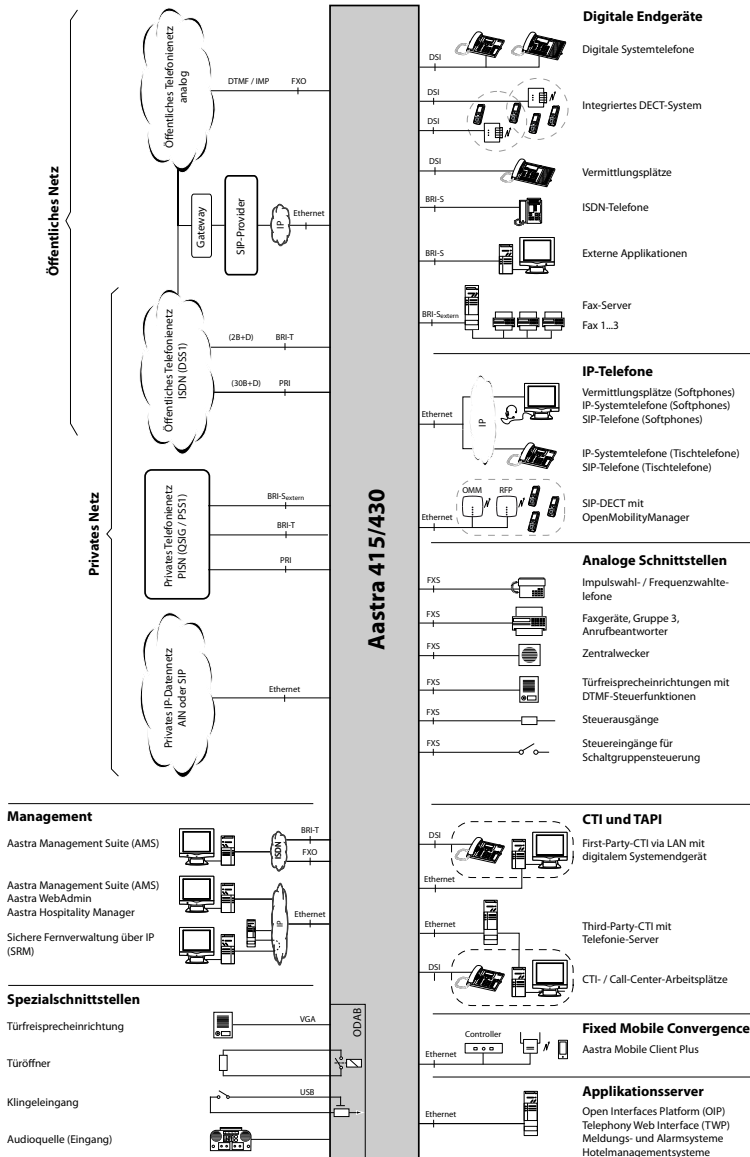 Öffentliches Netz
Privates Netz
Öffentliches Telefonienetz
analog
DTMF / IMP
FXO
Gateway
SIP-Provider
IP
Ethernet
Öffentliches Telefonienetz
ISDN (DSS1)
(2B+D)
BRI-T
(30B+D)
PRI
Privates Telefonienetz
PISN (QSIG / PSS1)
BRI-Sextern
BRI-T
PRI
Privates IP-Datennetz
AIN oder SIP
Ethernet
Management
Aastra Management Suite (AMS)
ISDN
BRI-T
FXO
Aastra Management Suite (AMS)
Aastra WebAdmin
Aastra Hospitality Manager
Sichere Fernverwaltung über IP
(SRM)
IP
Ethernet
Spezialschnittstellen
Türfreisprecheinrichtung
VGA
Türöffner
Klingeleingang
USB
Audioquelle (Eingang)
ODAB
Aastra 415/430
Digitale Endgeräte
DSI
Digitale Systemtelefone
DSI
DSI
Integriertes DECT-System
DSI
Vermittlungsplätze
BRI-S
ISDN-Telefone
BRI-S
Externe Applikationen
BRI-Sextern
Fax-Server
Fax 1...3
IP-Telefone
Ethernet
IP
Vermittlungsplätze (Softphones)
IP-Systemtelefone (Softphones)
SIP-Telefone (Softphones)
IP-Systemtelefone (Tischtelefone)
SIP-Telefone (Tischtelefone)
OMM
RFP
Ethernet
SIP-DECT mit
OpenMobilityManager
Analoge Schnittstellen
FXS
Impulswahl- / Frequenzwahlte-
lefone
FXS
Faxgeräte, Gruppe 3,
Anrufbeantworter
FXS
Zentralwecker
FXS
Türfreisprecheinrichtungen mit
DTMF-Steuerfunktionen
FXS
Steuerausgänge
FXS
Steuereingänge für
Schaltgruppensteuerung
CTI und TAPI
DSI
Ethernet
First-Party-CTI via LAN mit
digitalem Systemendgerät
Ethernet
Third-Party-CTI mit
Telefonie-Server
DSI
CTI- / Call-Center-Arbeitsplätze
Fixed Mobile Convergence
Controller
Ethernet
Aastra Mobile Client Plus
Applikationsserver
Ethernet
Open Interfaces Platform (OIP)
Telephony Web Interface (TWP)
Meldungs- und Alarmsysteme
Hotelmanagementsysteme